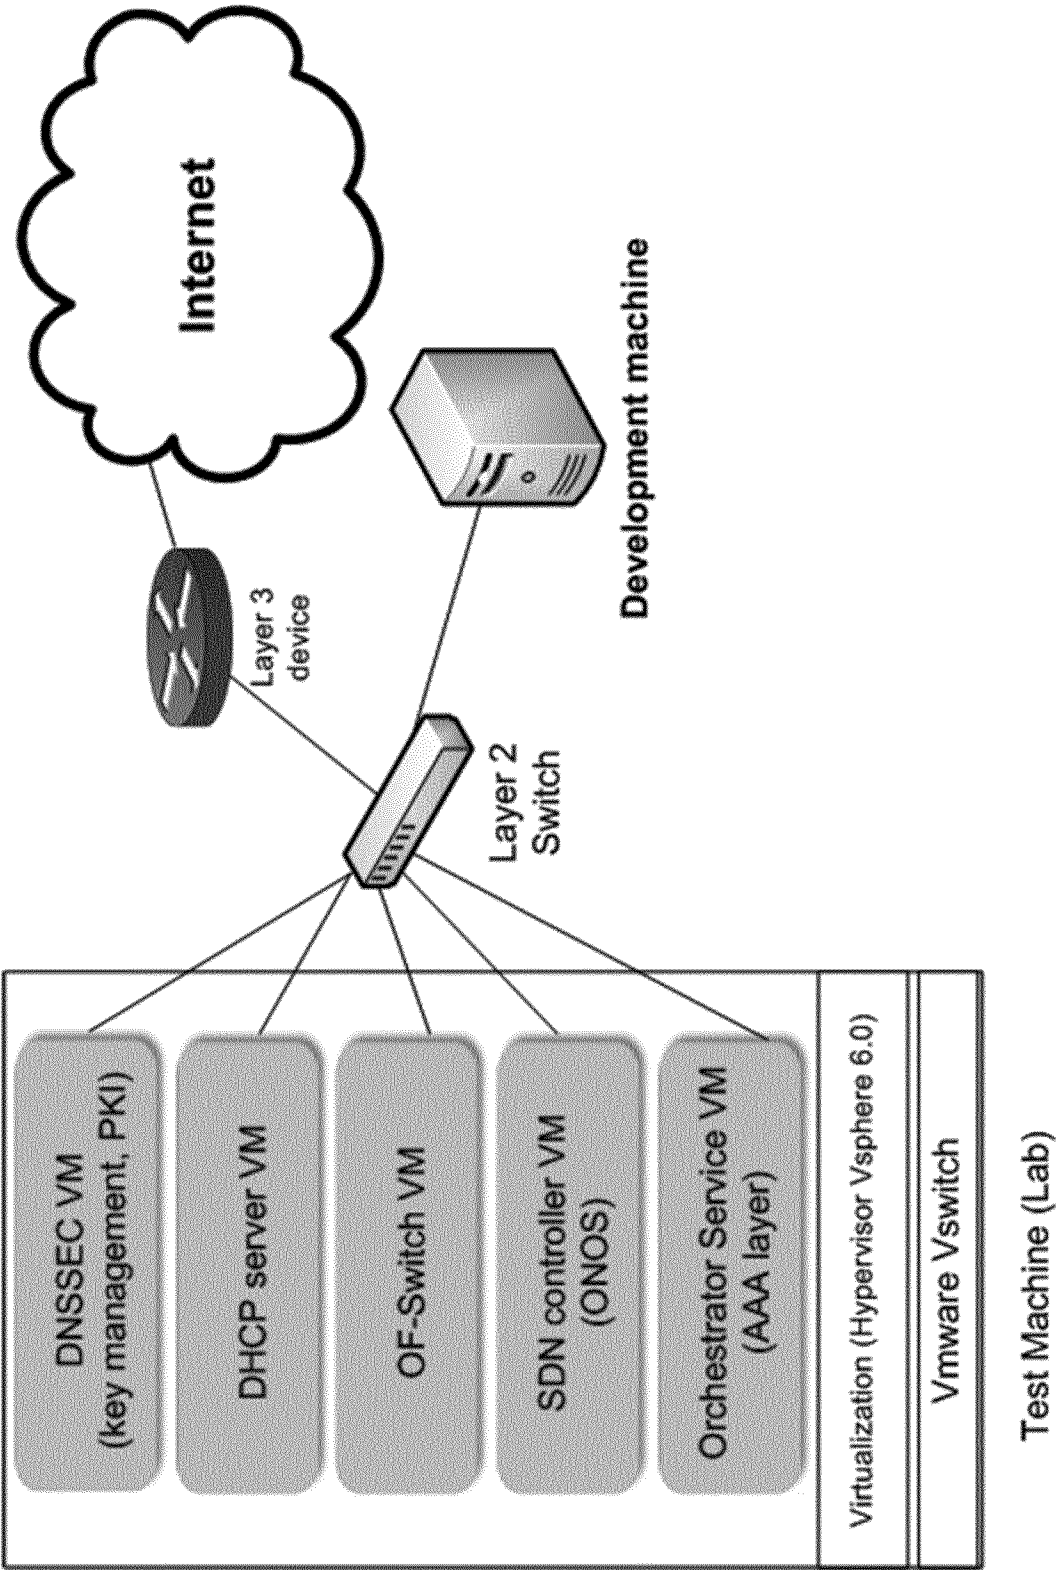 DNSSEC VM
(key management, PKI)
DHCP server VM
OF-Switch VM
SDN controller VM
(ONOS)
Orchestrator Service VM
(AAA layer)
Virtualization (Hypervisor Vsphere 6.0)
Vmware Vswitch
Test Machine (Lab)
Layer 2
Switch
Layer 3
device
Internet
Development machine